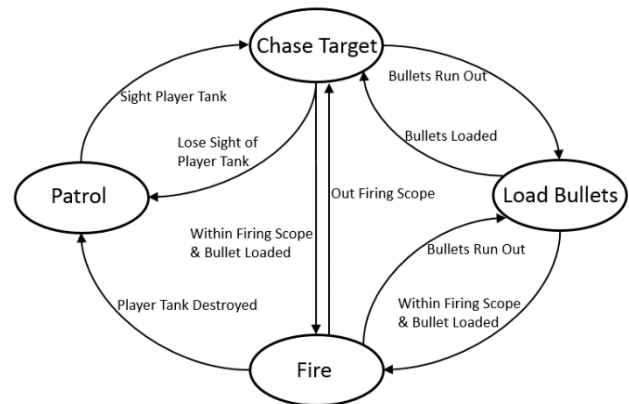 Chase Target
Bullets Run Out
Sight Player Tank
Bullets Loaded
Lose Sight of
Player Tank
Patrol
Out Firing Scope
Load Bullets
Within Firing Scope
& Bullet Loaded
Bullets Run Out
Player Tank Destroyed
Within Firing Scope
& Bullet Loaded
Fire